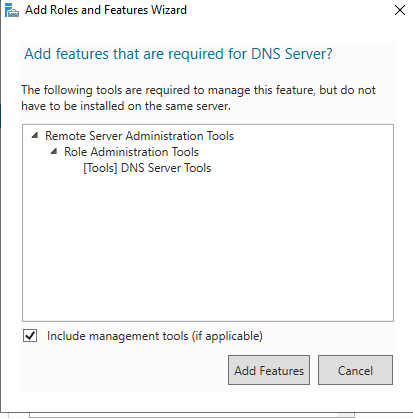 Add Roles and Features Wizard
Add features that are required for DNS Server?
The following tools are required to manage this feature, but do not
have to be installed on the same server.
Remote Server Administration Tools
Role Administration Tools
[Tools] DNS Server Tools
Include management tools (if applicable)
Add Features
Cancel